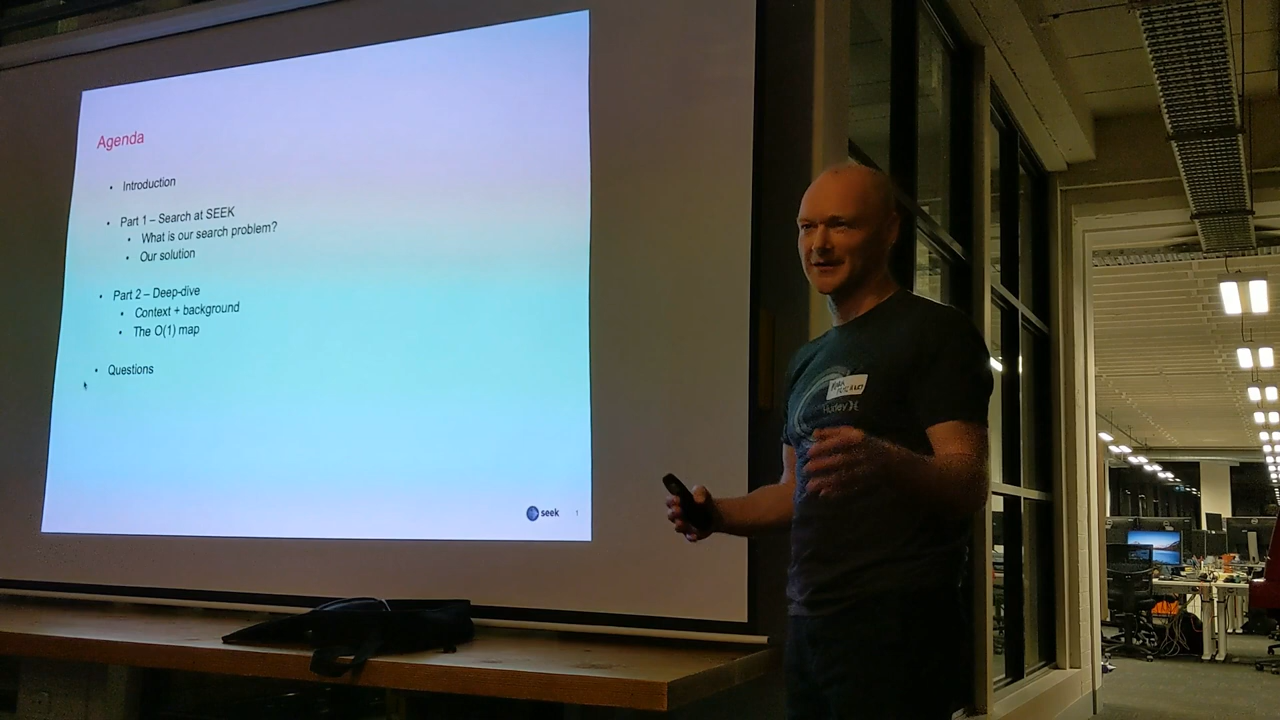 Agenda
• Introduction
• Part 1 – Search at SEEK
• What is our search problem?
• Our solution
• Part 2 – Deep-dive
• Context + background
• The O(1) map
• Questions
seek
1
Hurley